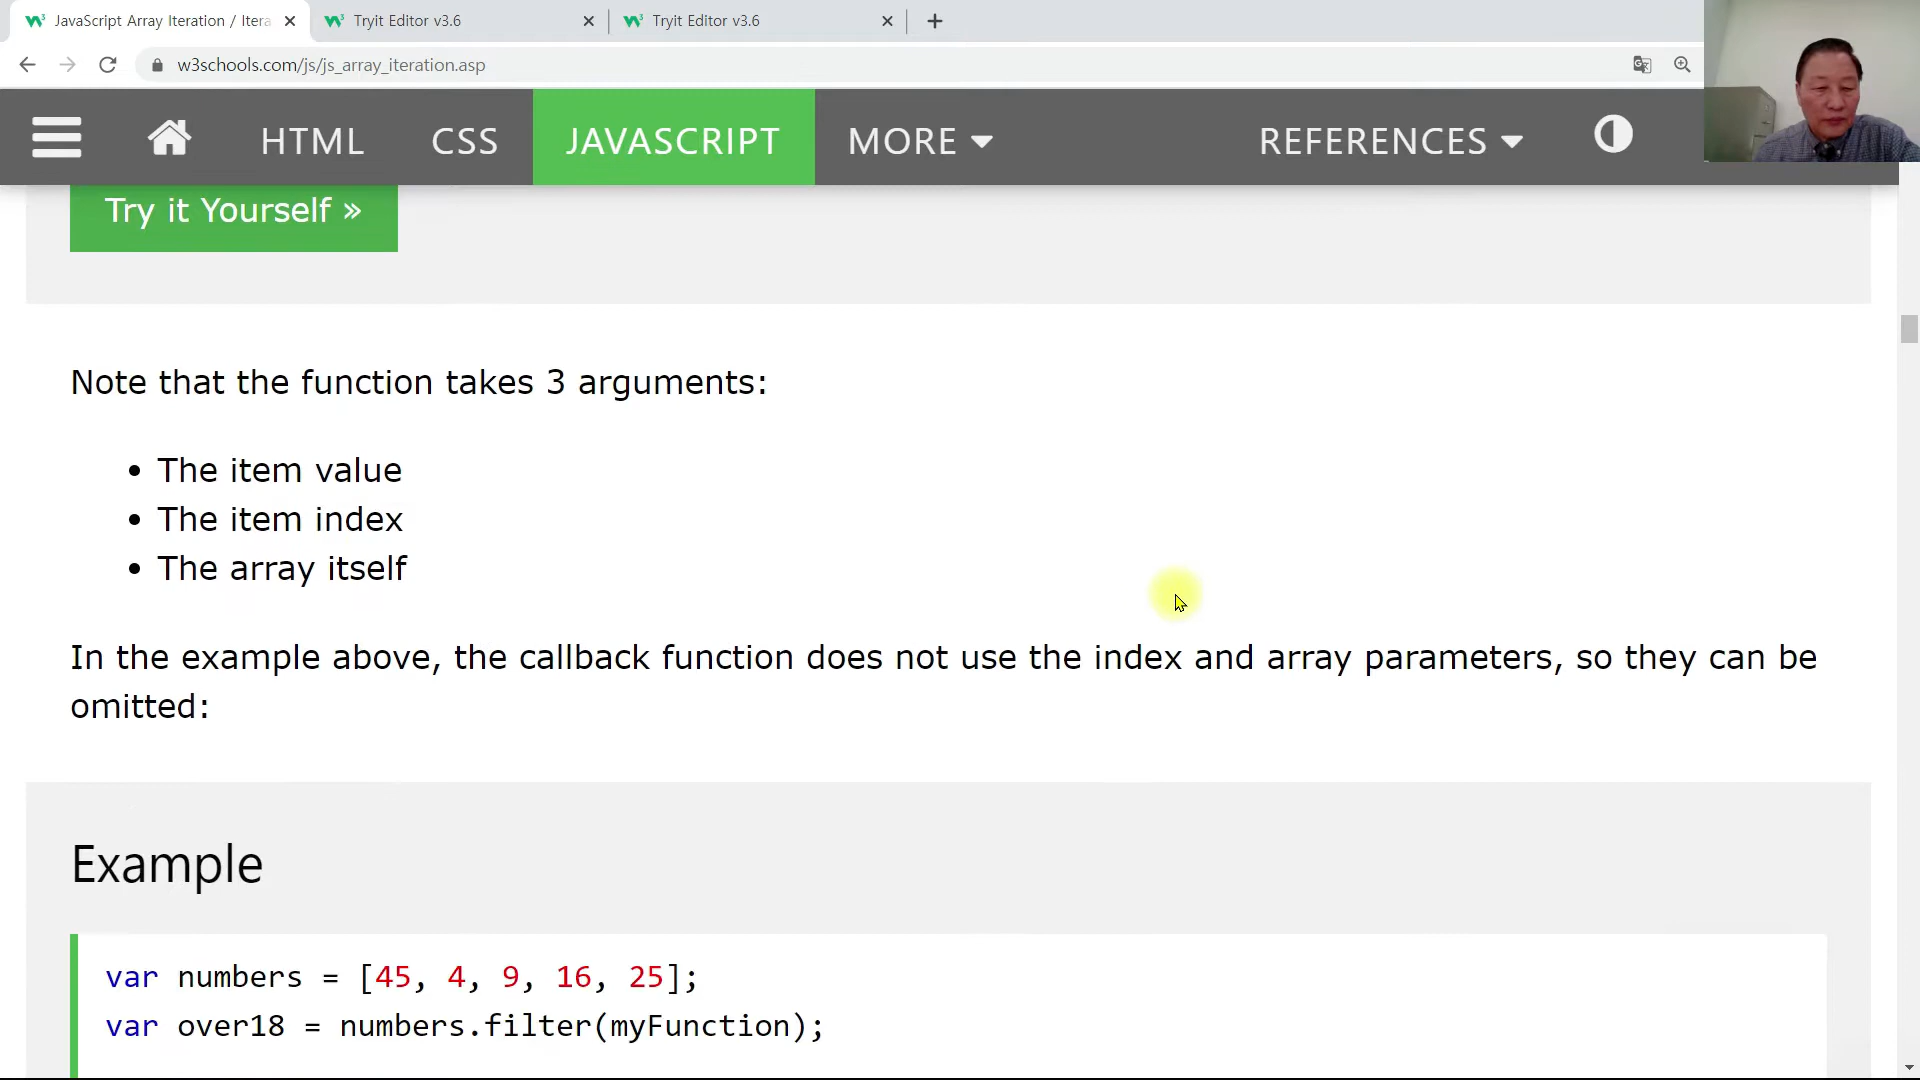 JavaScript Array Iteration / Itera
Tryit Editor v3.6
Tryit Editor v3.6
w3schools.com/js/js_array_iteration.asp
HTML CSS JAVASCRIPT MORE REFERENCES
Try it Yourself »
Note that the function takes 3 arguments:
• The item value
• The item index
• The array itself
In the example above, the callback function does not use the index and array parameters, so they can be
omitted:
Example
var numbers = [45, 4, 9, 16, 25];
var over18 = numbers.filter(myFunction);